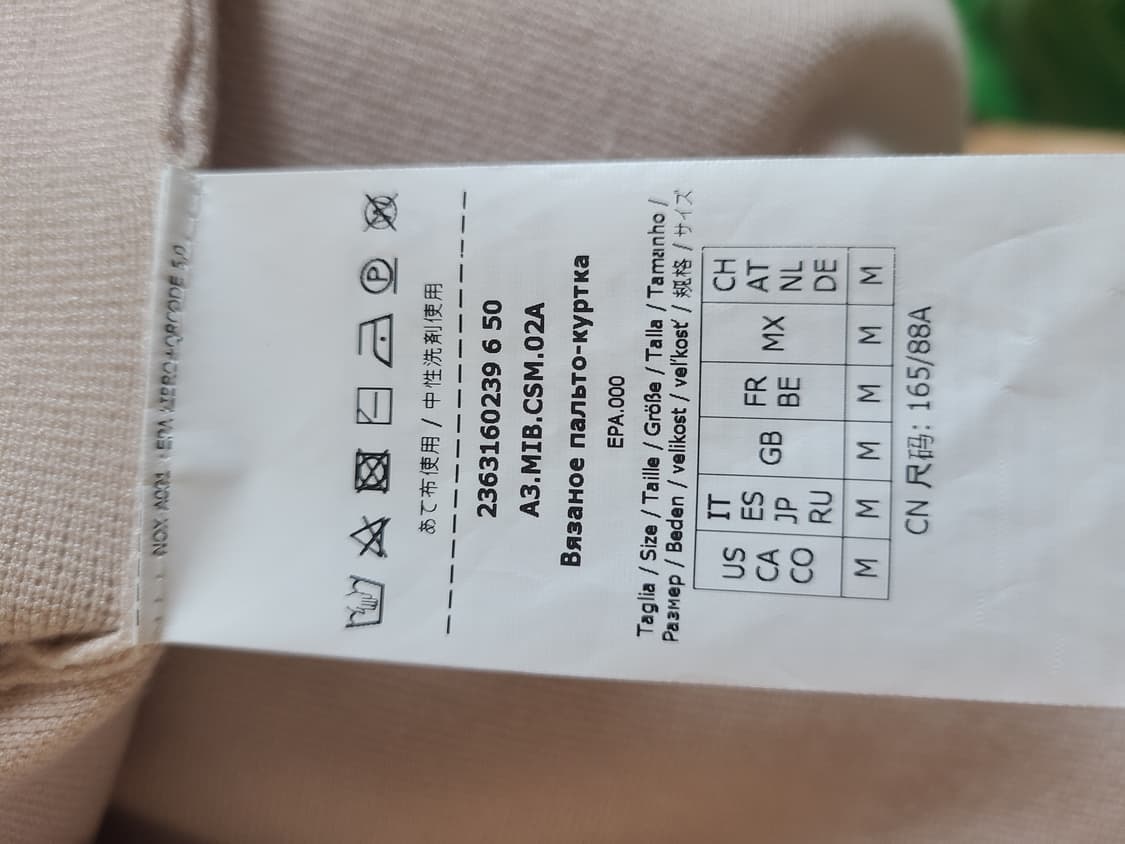 あて布使用 / 中性洗剤使用
2363160239 6 50
A3.MIB.CSM.02A
Вязаное пальто-куртка
EPA.000
Taglia / Size / Taille / Größe / Talla / Tamanho /
Размер / Beden / velikost / veľkosť / 规格 / サイズ
US CA CO IT ES JP RU GB FR BE MX CH AT NL DE
M M M M M M
CN 尺码: 165/88A